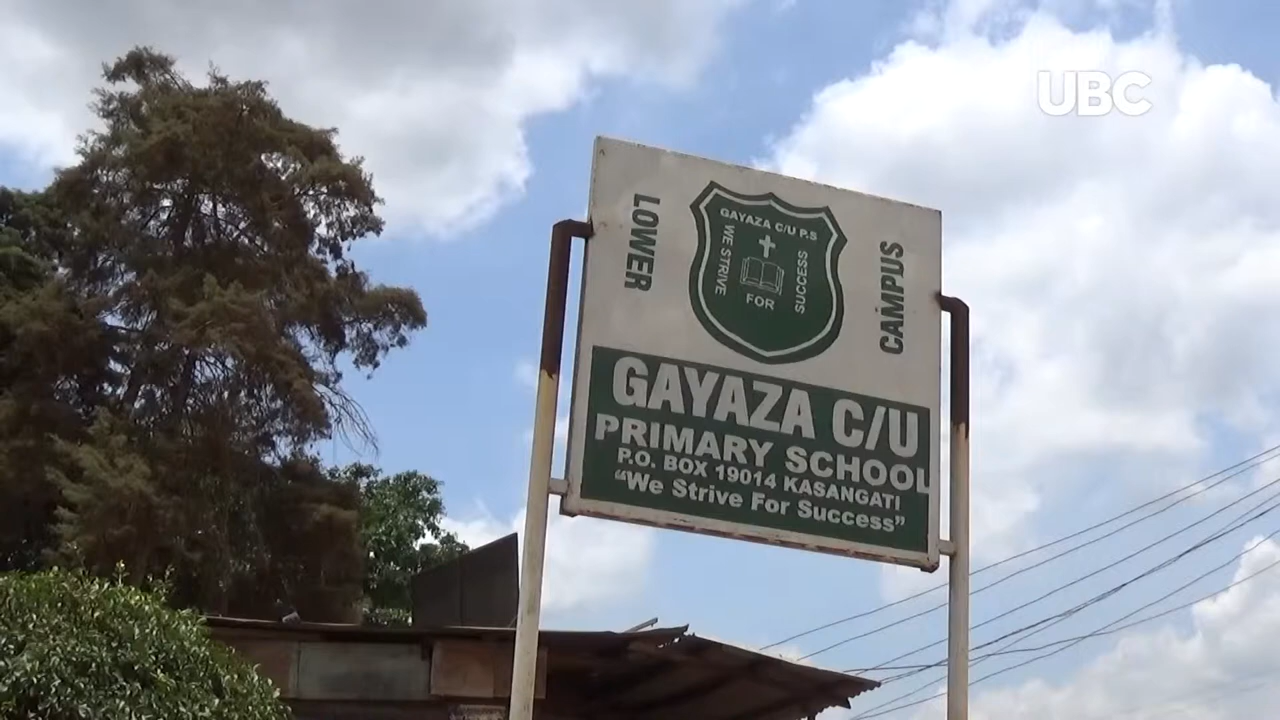 UBC
LOWER
GAYAZA C/U P.S
WE STRIVE
FOR
SUCCESS
CAMPUS
GAYAZA C/U
PRIMARY SCHOOL
P.O. BOX 19014 KASANGATI
“We Strive For Success”